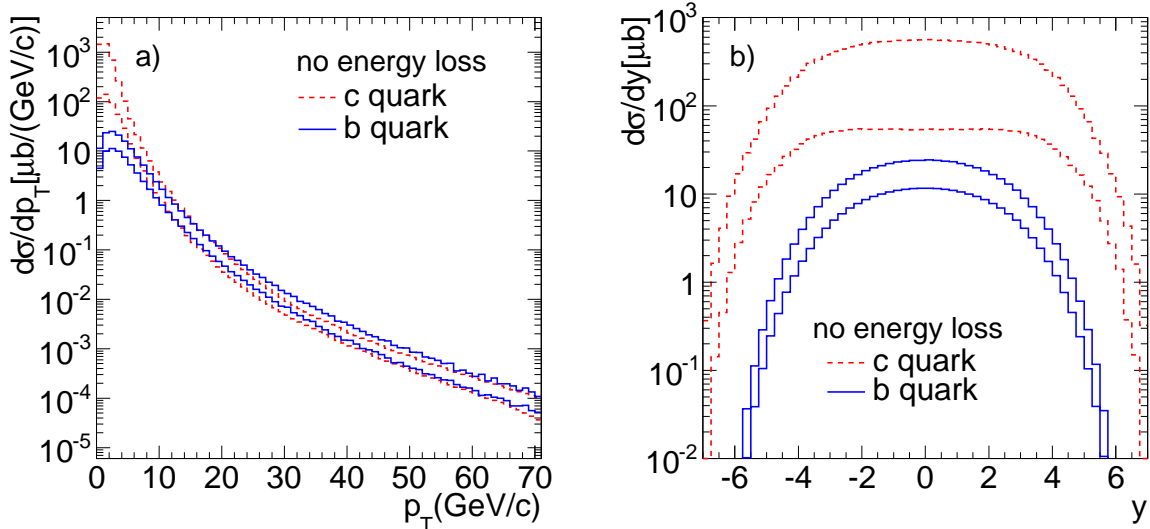 dσ/dp_T[μb/(GeV/c)]
10^3
10^2
10
1
10^-1
10^-2
10^-3
10^-4
10^-5
a)
no energy loss
c quark
b quark
0 10 20 30 40 50 60 70
p_T(GeV/c)
dσ/dy[μb]
10^3
10^2
10
1
10^-1
10^-2
b)
no energy loss
c quark
b quark
-6 -4 -2 0 2 4 6
y